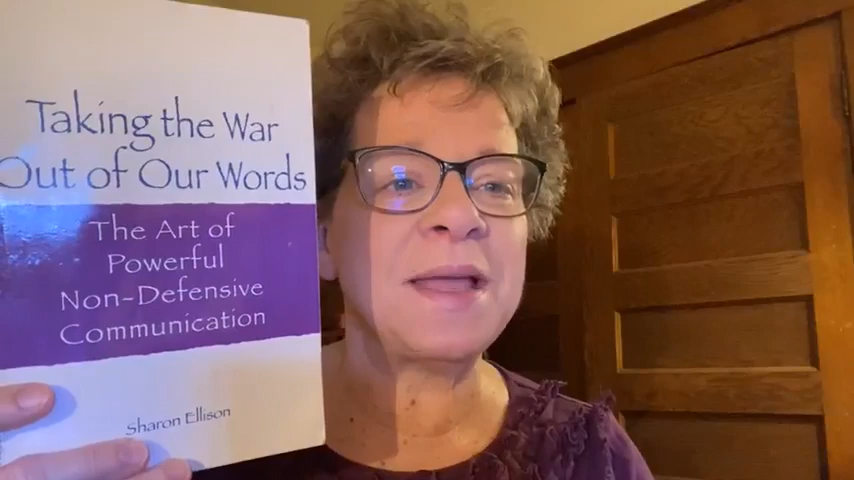 Taking the War
Out of Our Words
The Art of
Powerful
Non-Defensive
Communication
Sharon Ellison